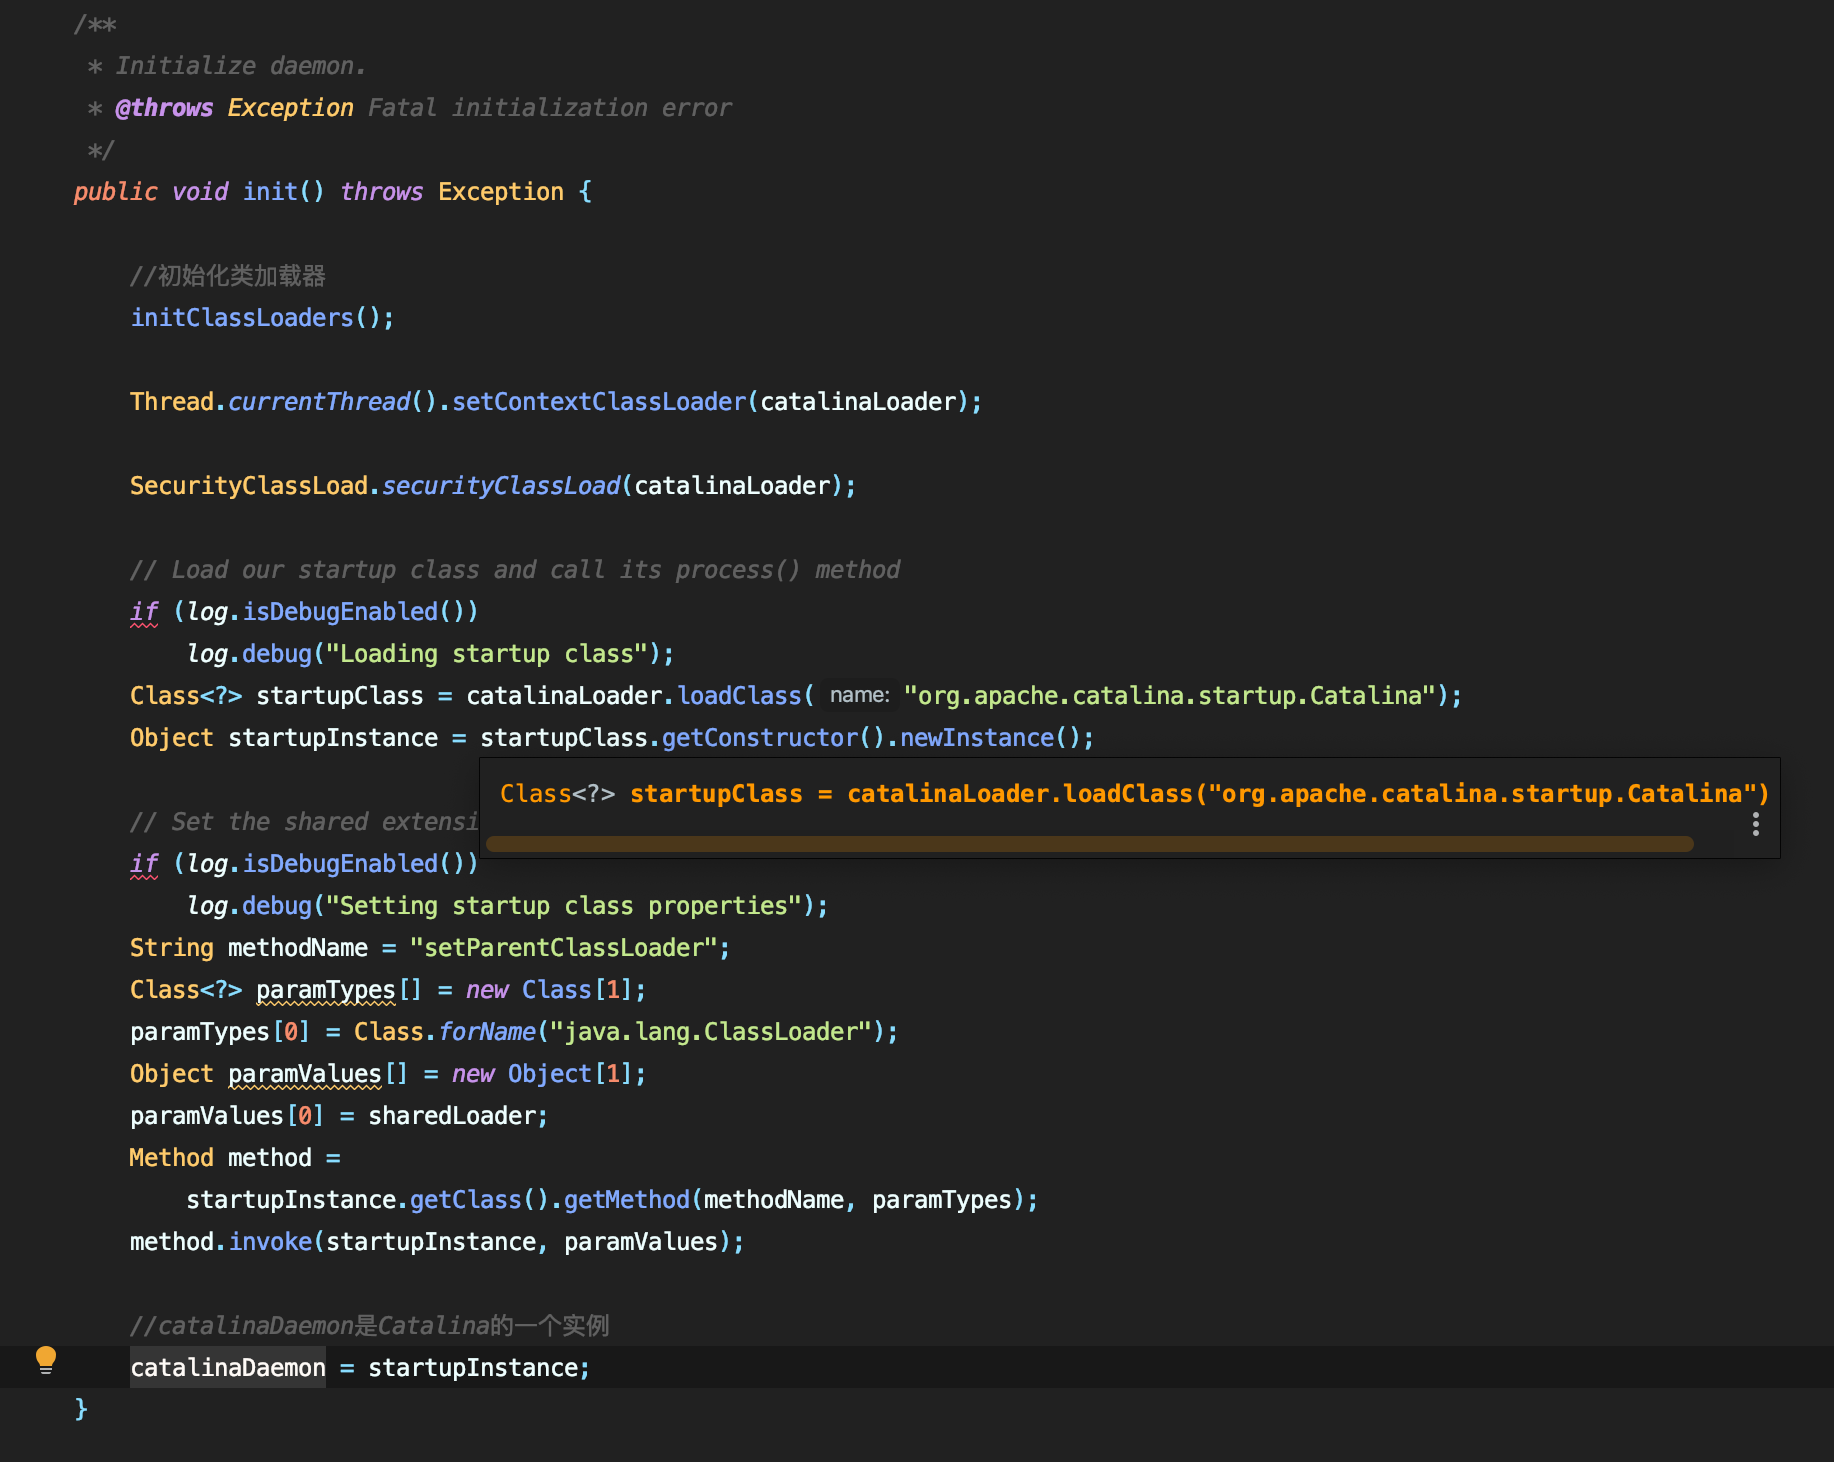 /**
 * Initialize daemon.
 * @throws Exception Fatal initialization error
 */
public void init() throws Exception {
//初始化类加载器
initClassLoaders();
Thread.currentThread().setContextClassLoader(catalinaLoader);
SecurityClassLoad.securityClassLoad(catalinaLoader);
// Load our startup class and call its process() method
if (log.isDebugEnabled())
log.debug("Loading startup class");
Class<?> startupClass = catalinaLoader.loadClass( name: "org.apache.catalina.startup.Catalina");
Object startupInstance = startupClass.getConstructor().newInstance();
Class<?> startupClass = catalinaLoader.loadClass("org.apache.catalina.startup.Catalina")
// Set the shared extensi
if (log.isDebugEnabled())
log.debug("Setting startup class properties");
String methodName = "setParentClassLoader";
Class<?> paramTypes[] = new Class[1];
paramTypes[0] = Class.forName("java.lang.ClassLoader");
Object paramValues[] = new Object[1];
paramValues[0] = sharedLoader;
Method method =
startupInstance.getClass().getMethod(methodName, paramTypes);
method.invoke(startupInstance, paramValues);
//catalinaDaemon是Catalina的一个实例
catalinaDaemon = startupInstance;
}